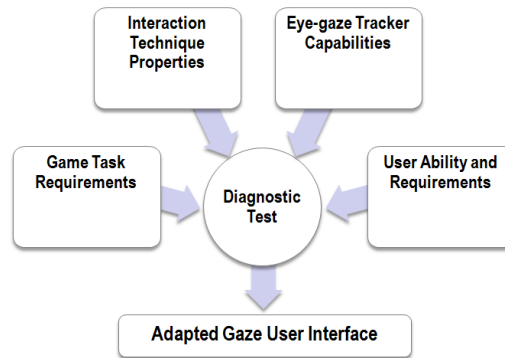 Interaction
Technique
Properties
Eye-gaze Tracker
Capabilities
Game Task
Requirements
Diagnostic
Test
User Ability and
Requirements
Adapted Gaze User Interface